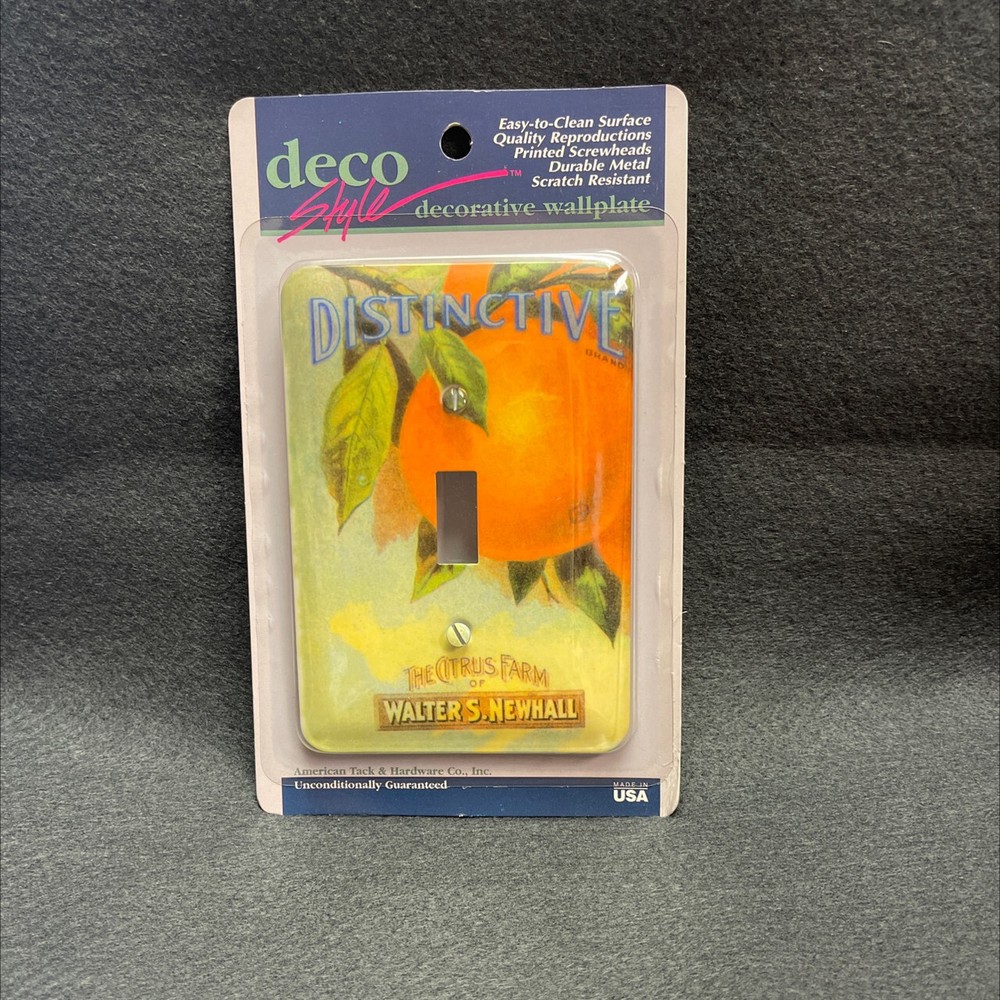 deco
Style™
Easy-to-Clean Surface
Quality Reproductions
Printed Screwheads
Durable Metal
Scratch Resistant
decorative wallplate
DISTINCTIVE
BRAND
THE CITRUS FARM
OF
WALTER S. NEWHALL
American Tack & Hardware Co., Inc.
Unconditionally Guaranteed
MADE IN
USA